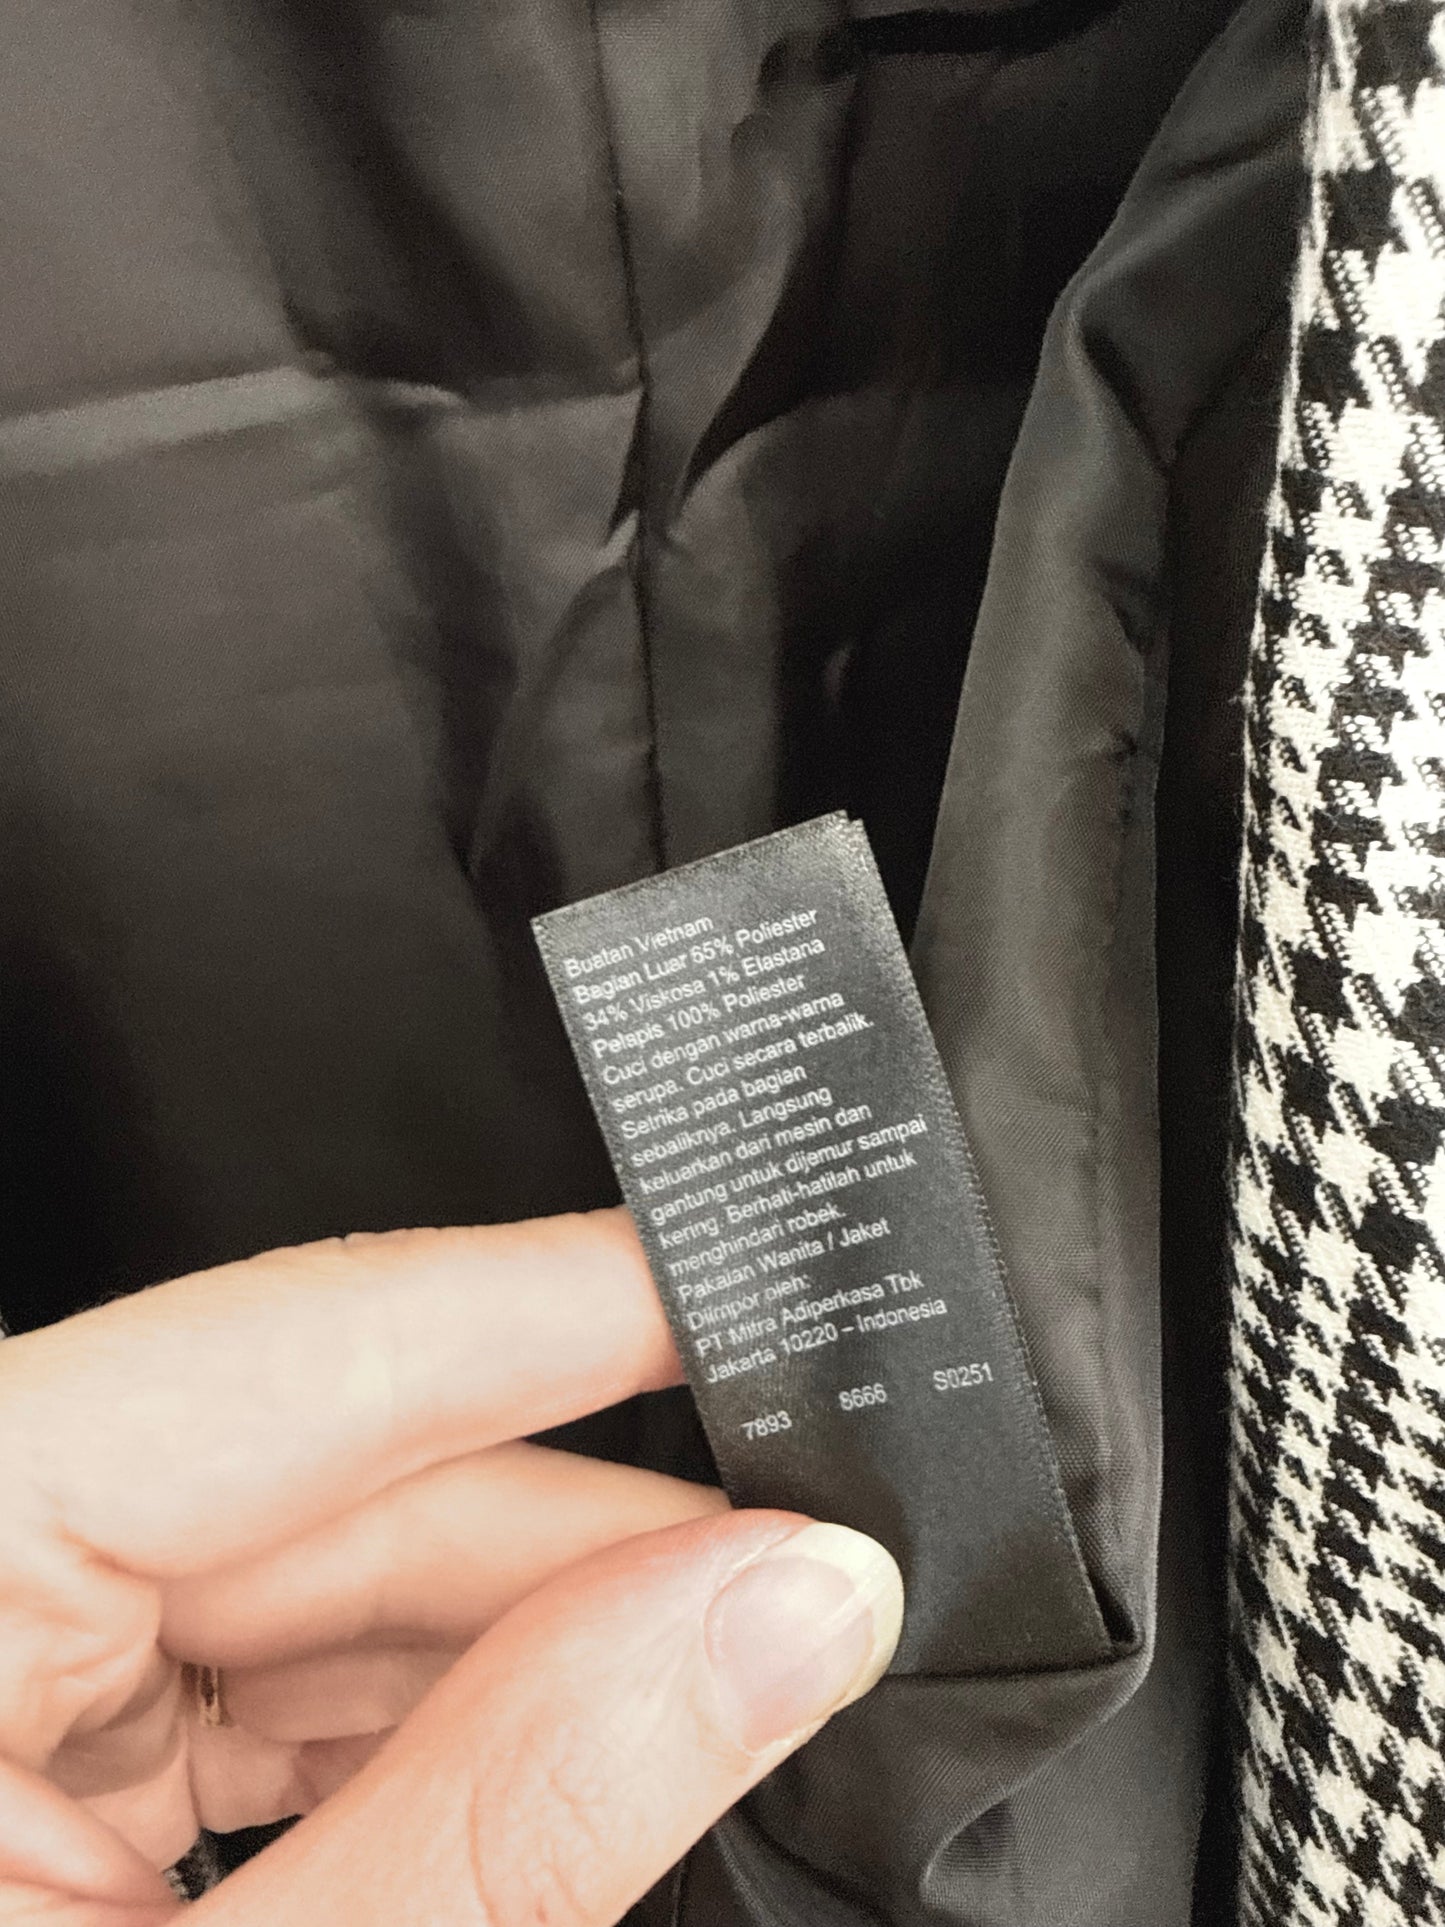 Buatan Vietnam
Bagian Luar 65% Poliester
34% Viskosa 1% Elastana
Pelapis 100% Poliester
Cuci dengan warna-warna
serupa. Cuci secara terbalik.
Setrika pada bagian
sebaliknya. Langsung
keluarkan dari mesin dan
gantung untuk dijemur sampai
kering. Berhati-hatilah untuk
menghindari robek.
Pakaian Wanita / Jaket
Diimpor oleh:
PT Mitra Adiperkasa Tbk
Jakarta 10220 – Indonesia
7893 8666 S0251